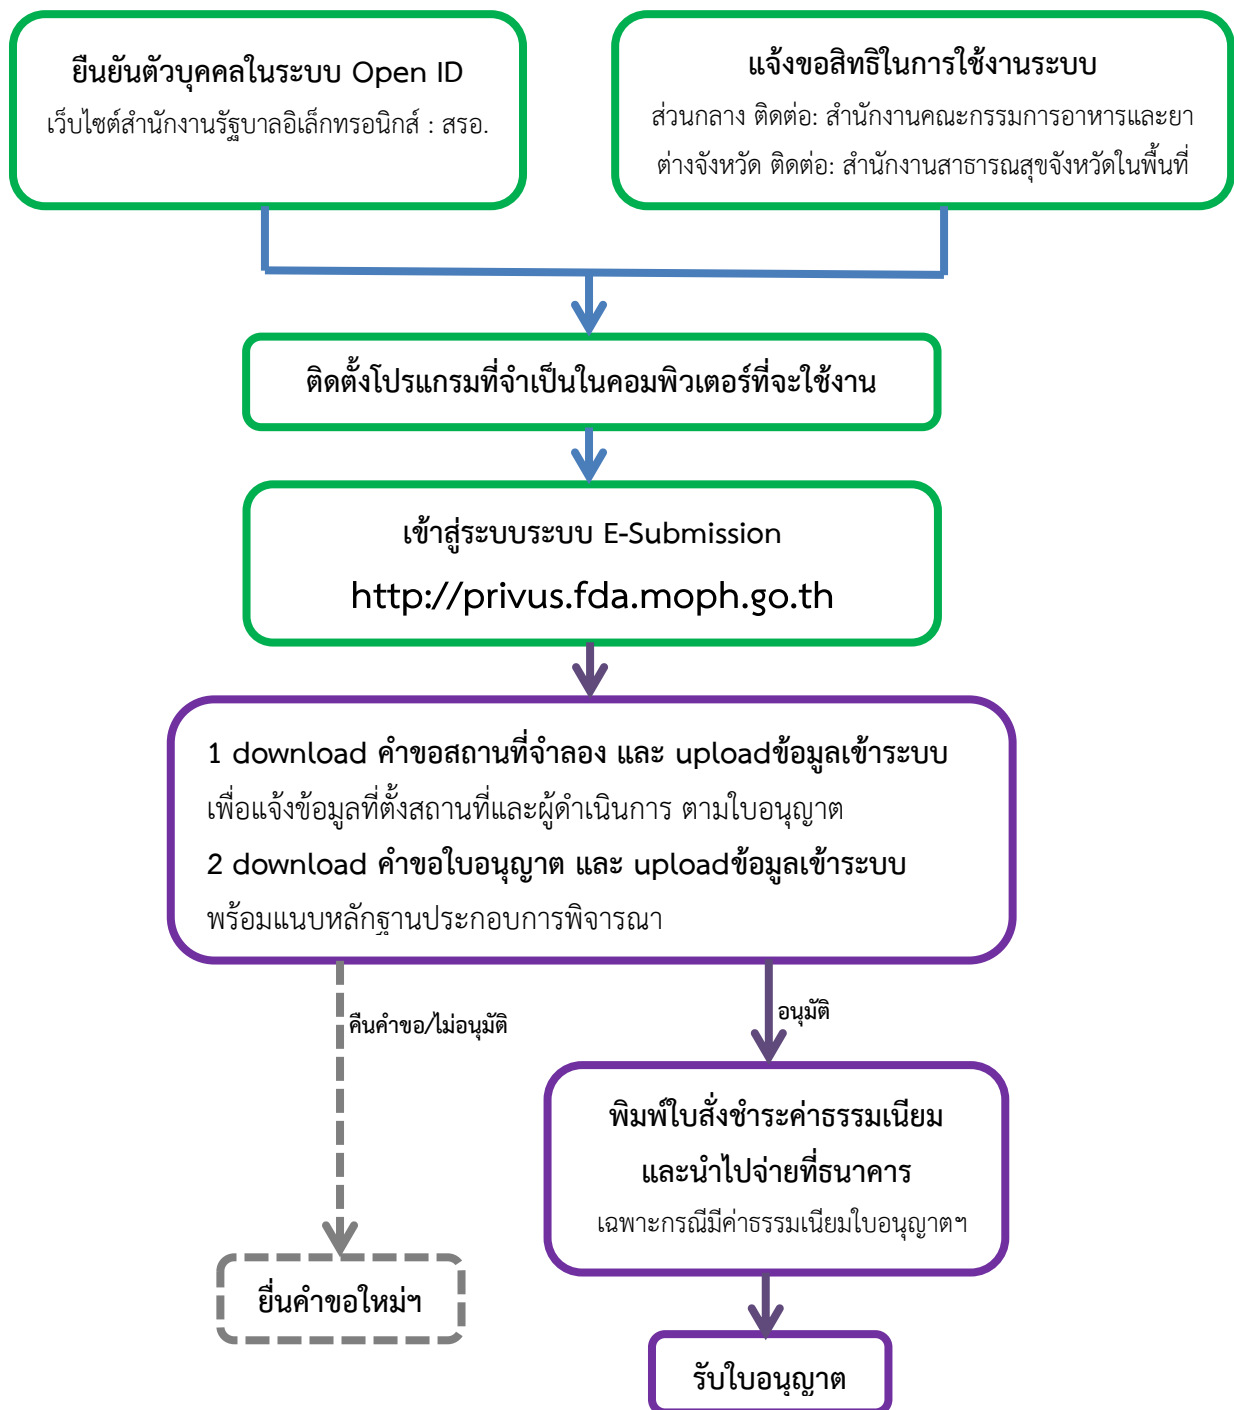 ยืนยันตัวบุคคลในระบบ Open ID
เว็บไซต์สำนักงานรัฐบาลอิเล็กทรอนิกส์ : สรอ.
แจ้งขอสิทธิในการใช้งานระบบ
ส่วนกลาง ติดต่อ: สำนักงานคณะกรรมการอาหารและยา
ต่างจังหวัด ติดต่อ: สำนักงานสาธารณสุขจังหวัดในพื้นที่
ติดตั้งโปรแกรมที่จำเป็นในคอมพิวเตอร์ที่จะใช้งาน
เข้าสู่ระบบระบบ E-Submission
http://privus.fda.moph.go.th
1 download คำขอสถานที่จำลอง และ uploadข้อมูลเข้าระบบ
เพื่อแจ้งข้อมูลที่ตั้งสถานที่และผู้ดำเนินการ ตามใบอนุญาต
2 download คำขอใบอนุญาต และ uploadข้อมูลเข้าระบบ
พร้อมแนบหลักฐานประกอบการพิจารณา
คืนคำขอ/ไม่อนุมัติ
อนุมัติ
พิมพ์ใบสั่งชำระค่าธรรมเนียม
และนำไปจ่ายที่ธนาคาร
เฉพาะกรณีมีค่าธรรมเนียมใบอนุญาตฯ
ยื่นคำขอใหม่ฯ
รับใบอนุญาต